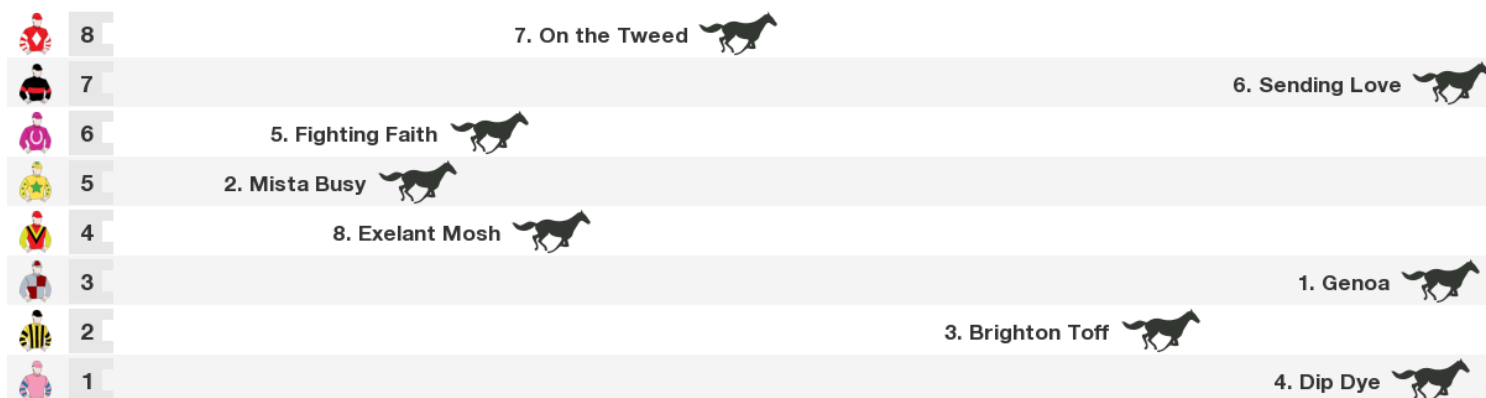 8 7. On the Tweed
7 6. Sending Love
6 5. Fighting Faith
5 2. Mista Busy
4 8. Exelant Mosh
3 1. Genoa
2 3. Brighton Toff
1 4. Dip Dye